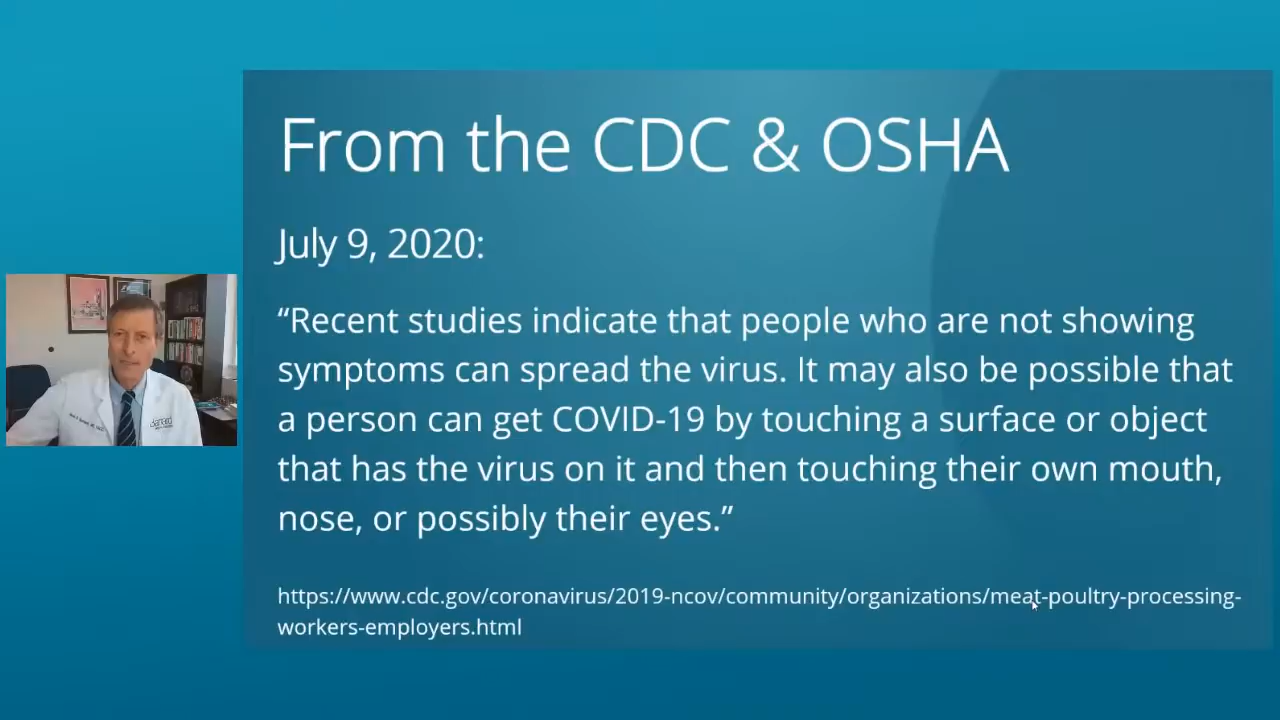 From the CDC & OSHA
July 9, 2020:
“Recent studies indicate that people who are not showing
symptoms can spread the virus. It may also be possible that
a person can get COVID-19 by touching a surface or object
that has the virus on it and then touching their own mouth,
nose, or possibly their eyes.”
https://www.cdc.gov/coronavirus/2019-ncov/community/organizations/meat-poultry-processing-
workers-employers.html